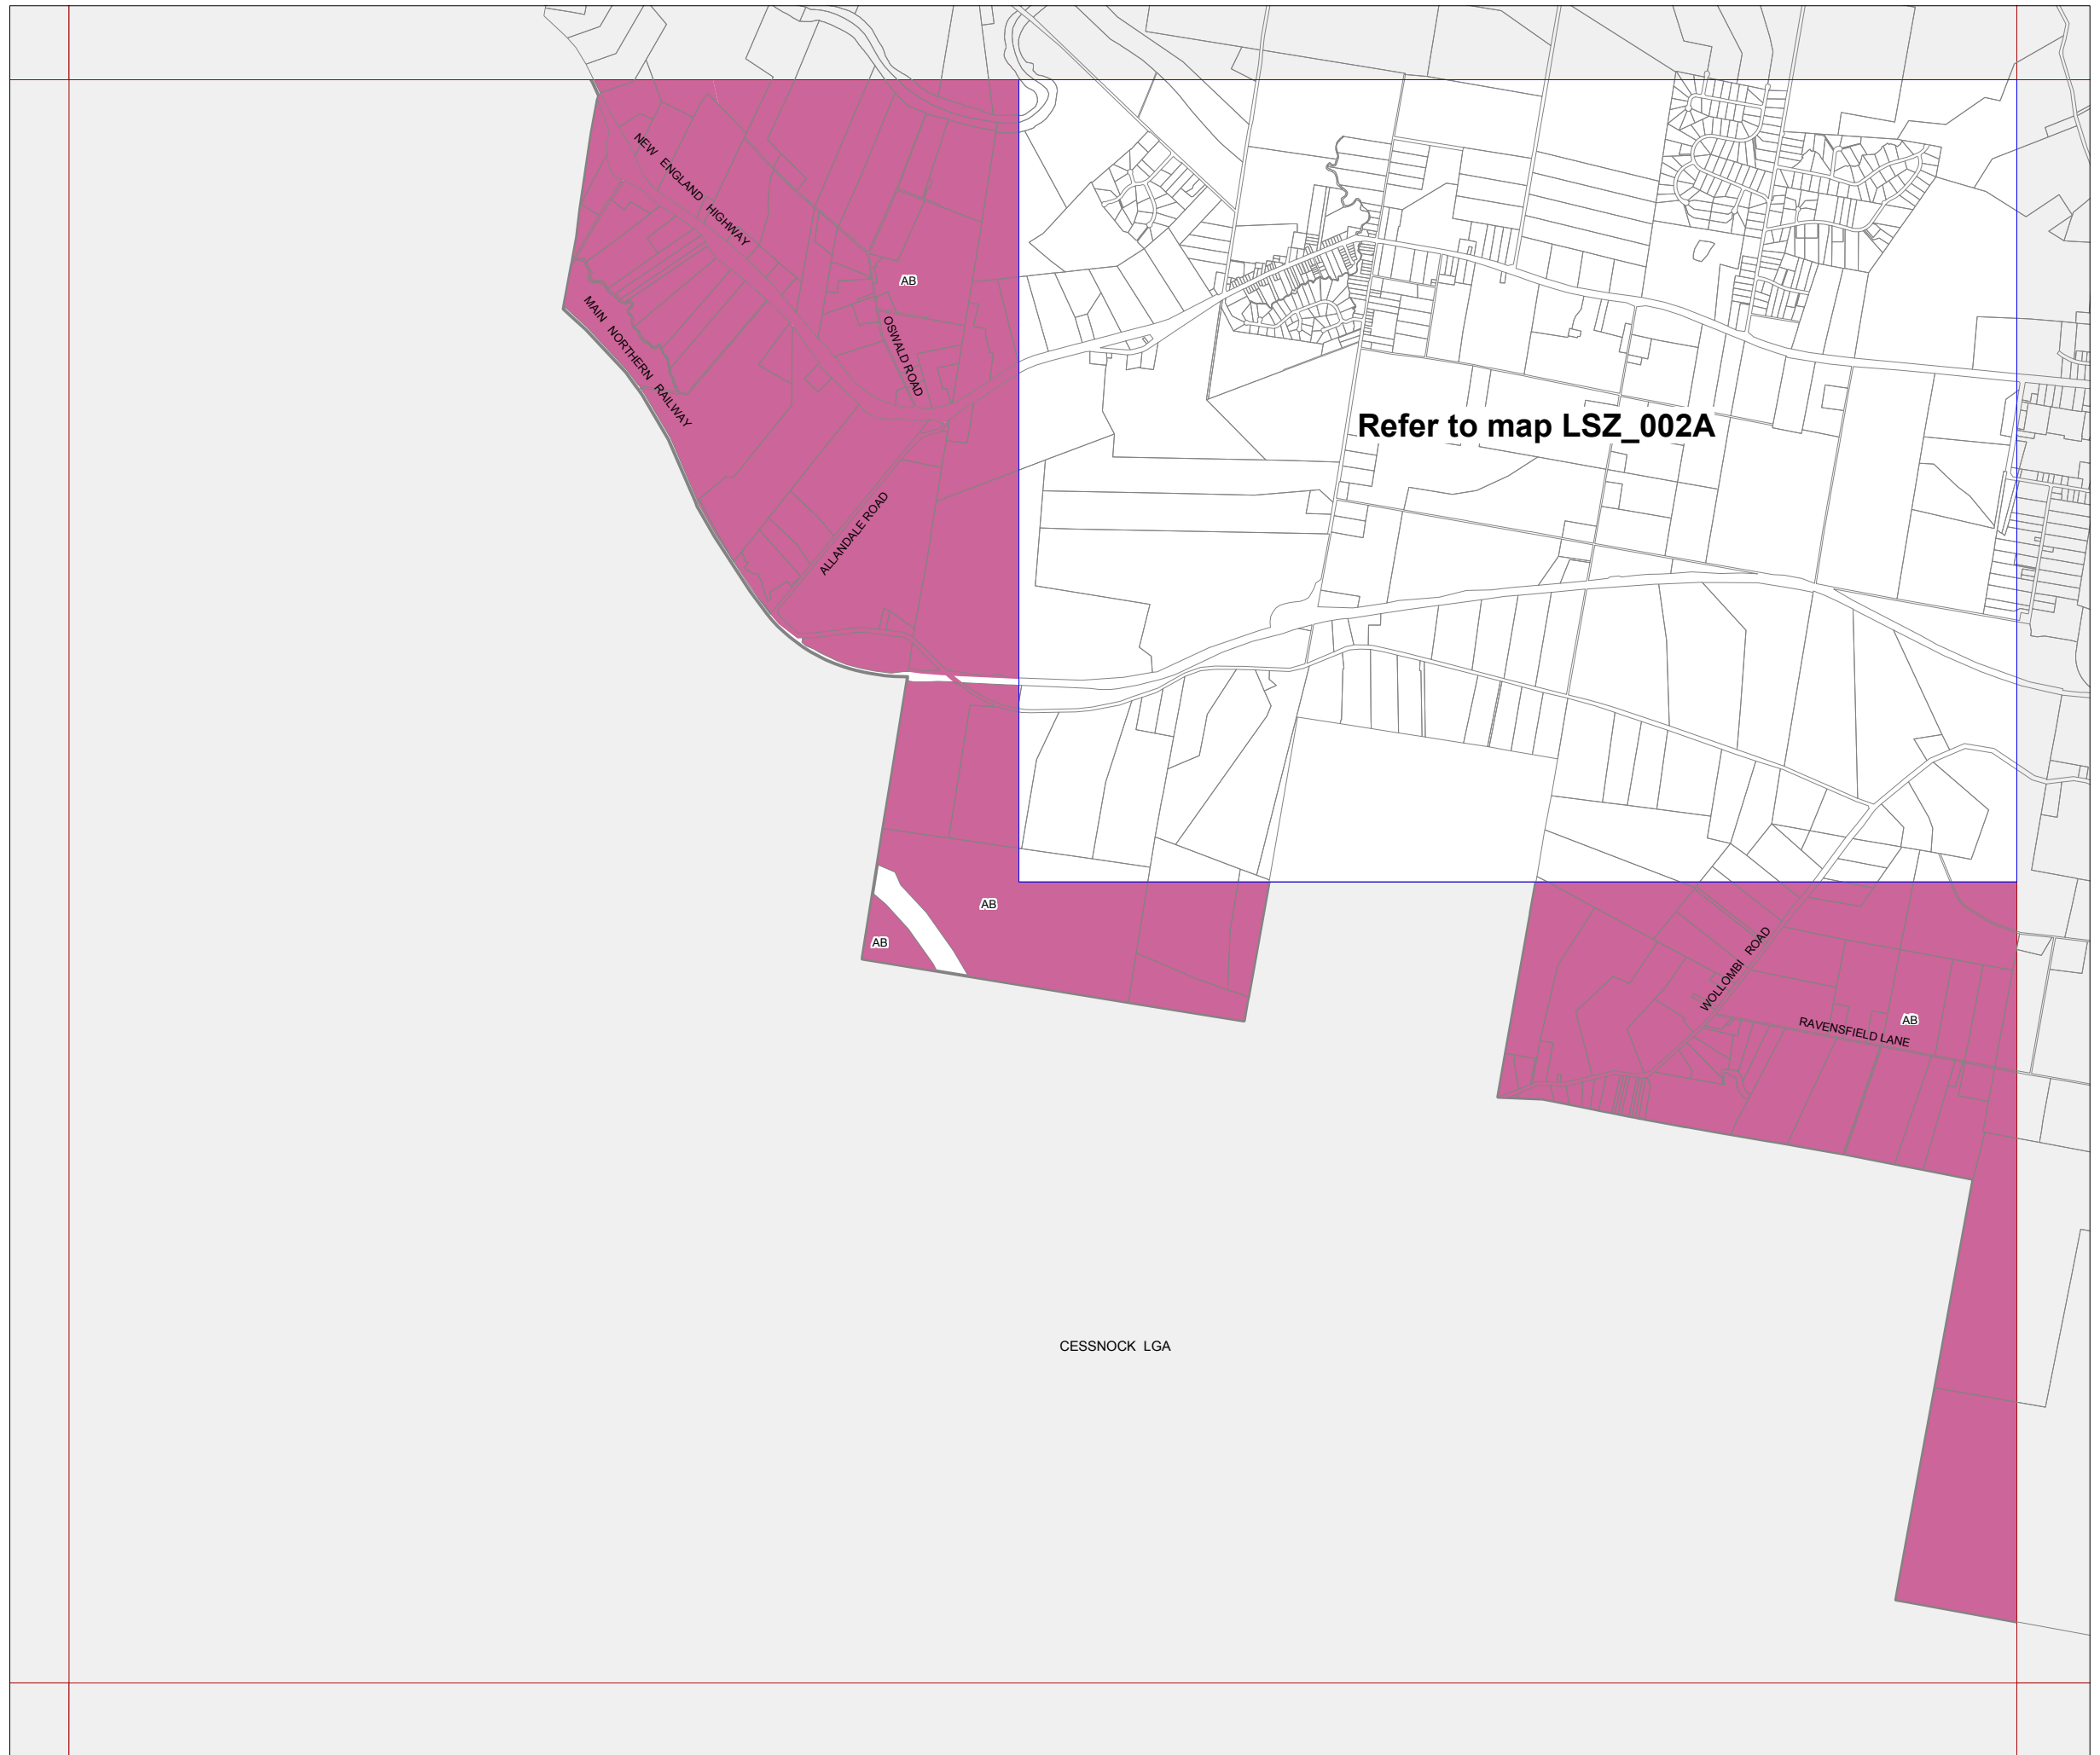 NEW ENGLAND HIGHWAY
AB
MAIN NORTHERN RAILWAY
OSWALD ROAD
Refer to map LSZ_002A
ALLANDALE ROAD
AB
AB
WOLLOMBI ROAD
RAVENSFIELD LANE
AB
CESSNOCK LGA